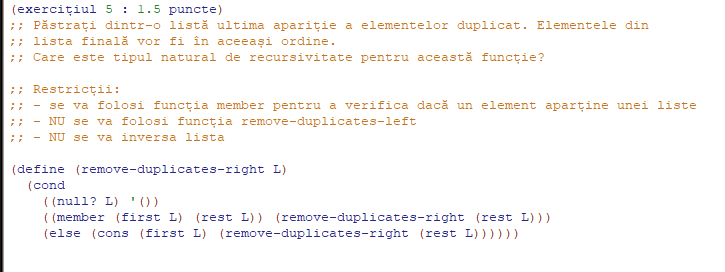 (exercițiul 5 : 1.5 puncte)
;; Păstrați dintr-o listă ultima apariție a elementelor duplicat. Elementele din
;; lista finală vor fi în aceeași ordine.
;; Care este tipul natural de recursivitate pentru această funcție?
;; Restricții:
;; - se va folosi funcția member pentru a verifica dacă un element aparține unei liste
;; - NU se va folosi funcția remove-duplicates-left
;; - NU se va inversa lista
(define (remove-duplicates-right L)
(cond
((null? L) '())
((member (first L) (rest L)) (remove-duplicates-right (rest L)))
(else (cons (first L) (remove-duplicates-right (rest L))))))